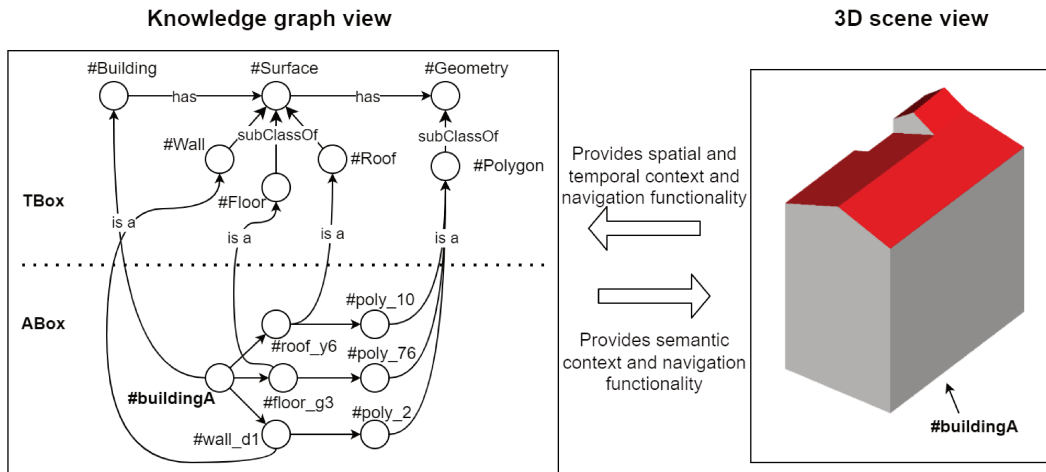 Knowledge graph view
3D scene view
#Building
#Surface
#Geometry
has
has
#Wall
subClassOf
subClassOf
#Roof
#Polygon
#Floor
TBox
is a
is a
is a
is a
ABox
#poly_10
#roof_y6
#poly_76
#buildingA
#floor_g3
#poly_2
#wall_d1
Provides spatial and
temporal context and
navigation functionality
Provides semantic
context and navigation
functionality
#buildingA